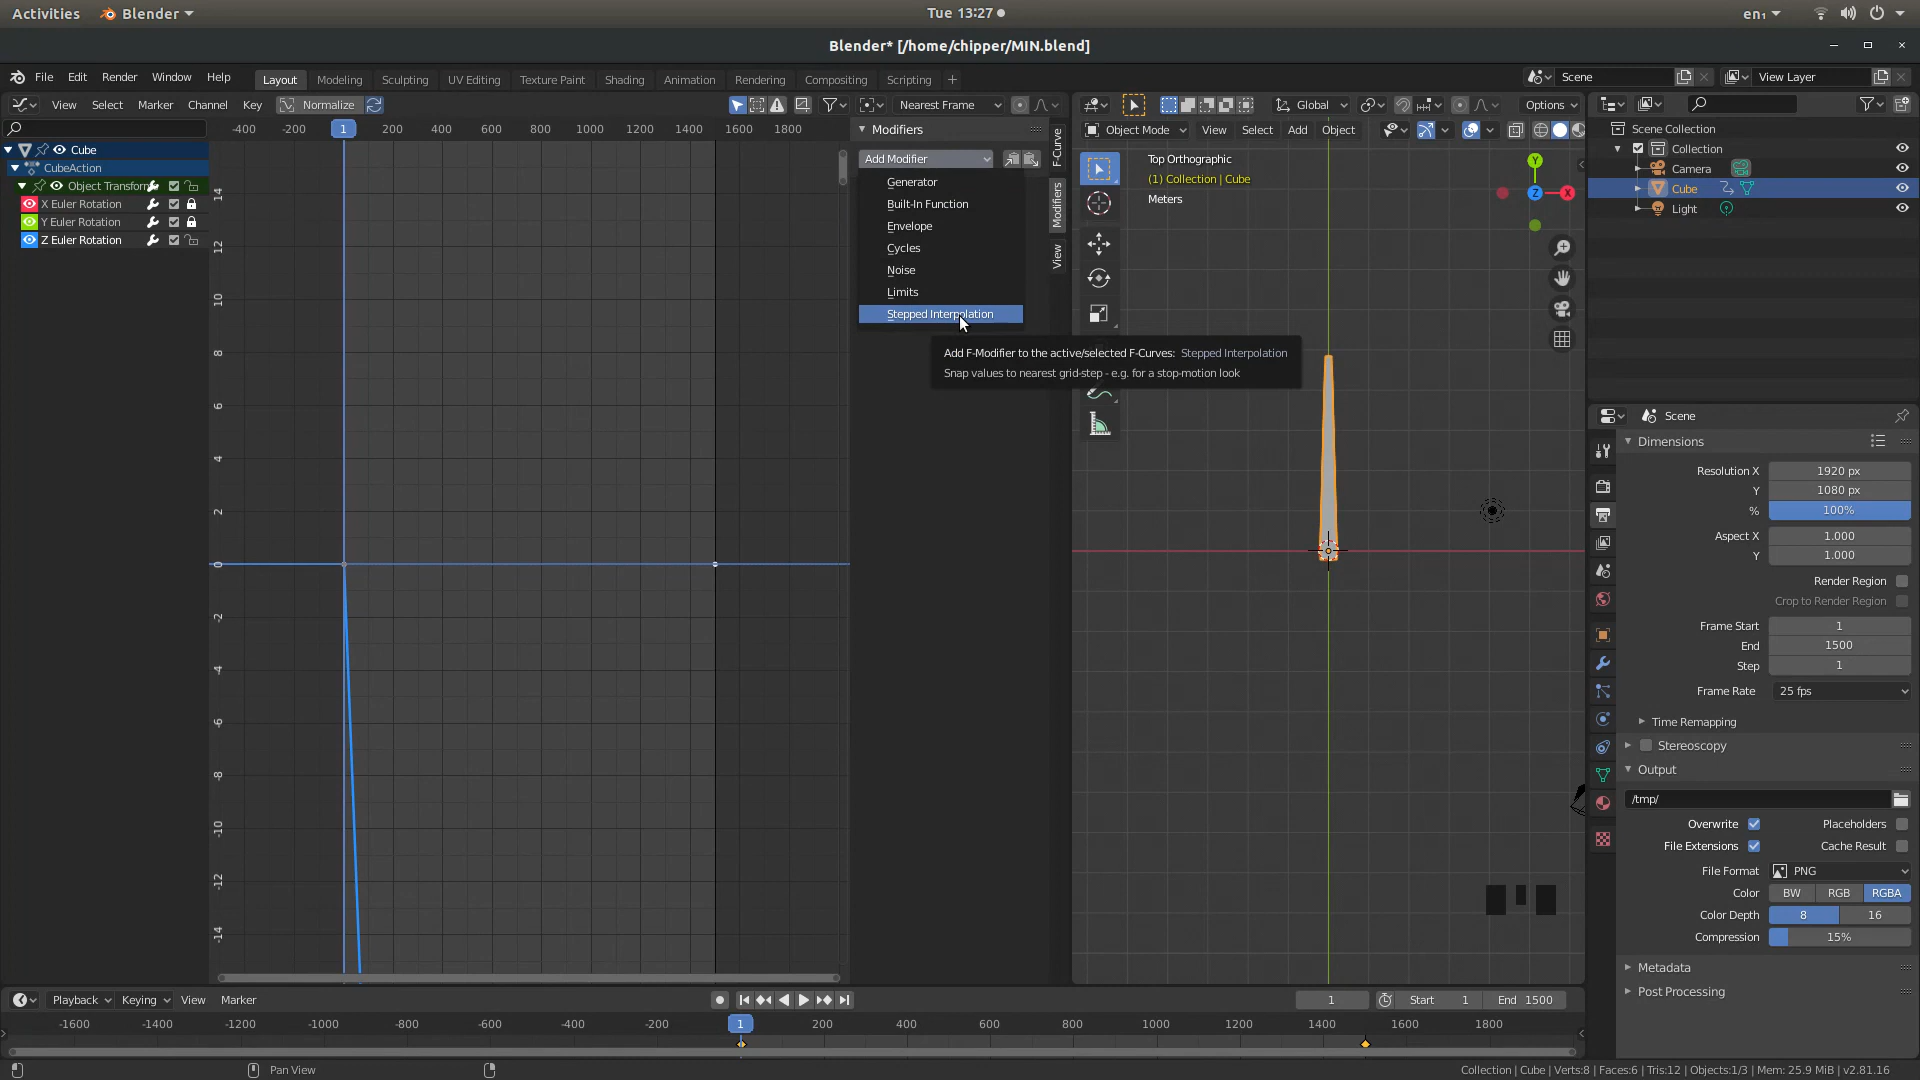 Activities Blender Tue 13:27 en₁
Blender* [/home/chipper/MIN.blend]
File Edit Render Window Help Layout Modeling Sculpting UV Editing Texture Paint Shading Animation Rendering Compositing Scripting + Scene View Layer
View Select Marker Channel Key Normalize Nearest Frame Global Options
-400 -200 1 200 400 600 800 1000 1200 1400 1600 1800
Modifiers
Object Mode View Select Add Object
Scene Collection
Cube
CubeAction
Object Transforms
X Euler Rotation
Y Euler Rotation
Z Euler Rotation
14
12
10
8
6
4
2
0
-2
-4
-6
-8
-10
-12
-14
Add Modifier
Generator
Built-In Function
Envelope
Cycles
Noise
Limits
Stepped Interpolation
Add F-Modifier to the active/selected F-Curves: Stepped Interpolation
Snap values to nearest grid-step - e.g. for a stop-motion look
F-Curve
Modifiers
View
Top Orthographic
(1) Collection | Cube
Meters
Y
Z X
Collection
Camera
Cube
Light
Scene
Dimensions
Resolution X 1920 px
Y 1080 px
% 100%
Aspect X 1.000
Y 1.000
Render Region
Crop to Render Region
Frame Start 1
End 1500
Step 1
Frame Rate 25 fps
Time Remapping
Stereoscopy
Output
/tmp/
Overwrite Placeholders
File Extensions Cache Result
File Format PNG
Color BW RGB RGBA
Color Depth 8 16
Compression 15%
Metadata
Post Processing
Playback Keying View Marker 1 Start 1 End 1500
-1600 -1400 -1200 -1000 -800 -600 -400 -200 1 200 400 600 800 1000 1200 1400 1600 1800
Pan View Collection | Cube | Verts:8 | Faces:6 | Tris:12 | Objects:1/3 | Mem: 25.9 MiB | v2.81.16